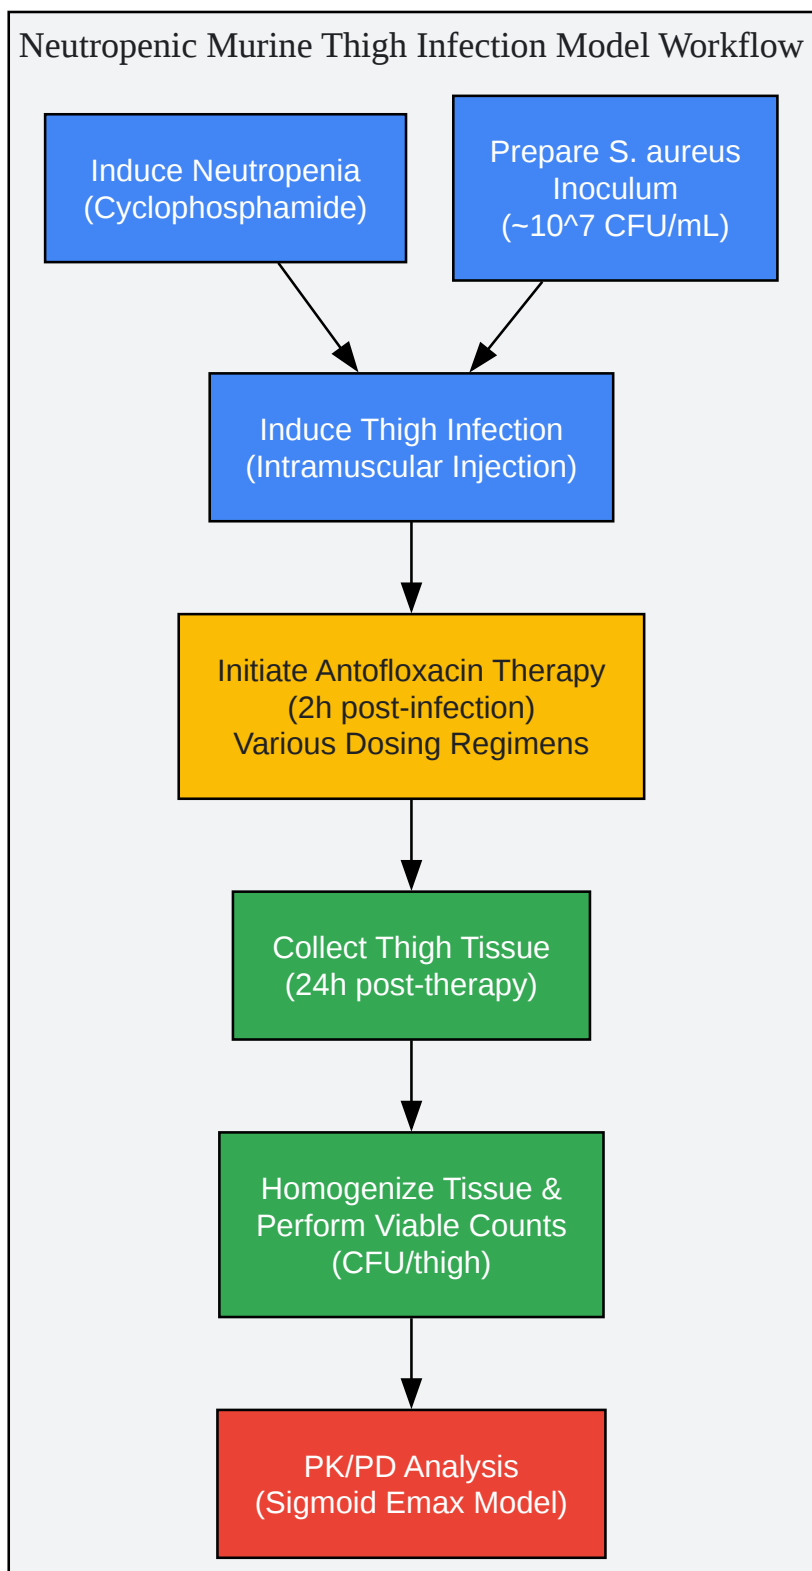 Neutropenic Murine Thigh Infection Model Workflow
Induce Neutropenia
(Cyclophosphamide)
Prepare S. aureus
Inoculum
(~10^7 CFU/mL)
Induce Thigh Infection
(Intramuscular Injection)
Initiate Antofloxacin Therapy
(2h post-infection)
Various Dosing Regimens
Collect Thigh Tissue
(24h post-therapy)
Homogenize Tissue &
Perform Viable Counts
(CFU/thigh)
PK/PD Analysis
(Sigmoid Emax Model)